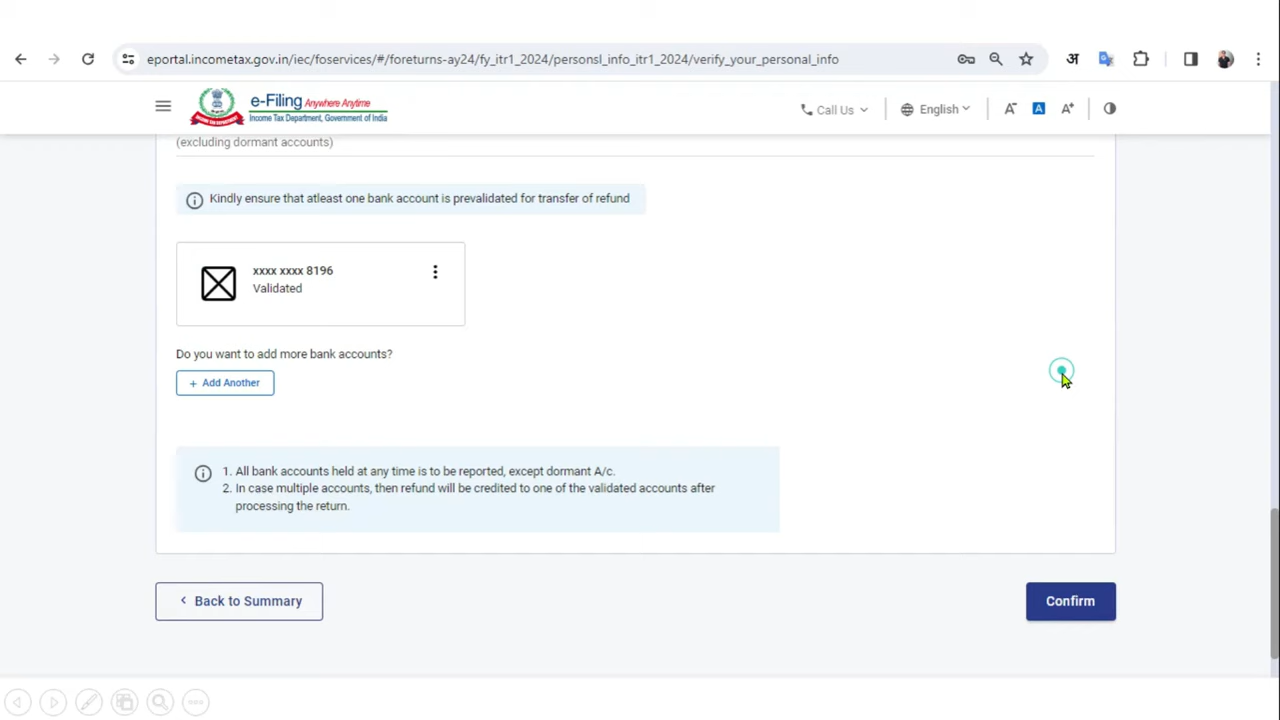 eportal.incometax.gov.in/iec/foservices/#/foreturns-ay24/fy_itr1_2024/personsl_info_itr1_2024/verify_your_personal_info
अ
e-Filing Anywhere Anytime
Income Tax Department, Government of India
Call Us
English
A-
A
A+
(excluding dormant accounts)
Kindly ensure that atleast one bank account is prevalidated for transfer of refund
xxxx xxxx 8196
Validated
Do you want to add more bank accounts?
+ Add Another
1. All bank accounts held at any time is to be reported, except dormant A/c.
2. In case multiple accounts, then refund will be credited to one of the validated accounts after
processing the return.
< Back to Summary
Confirm